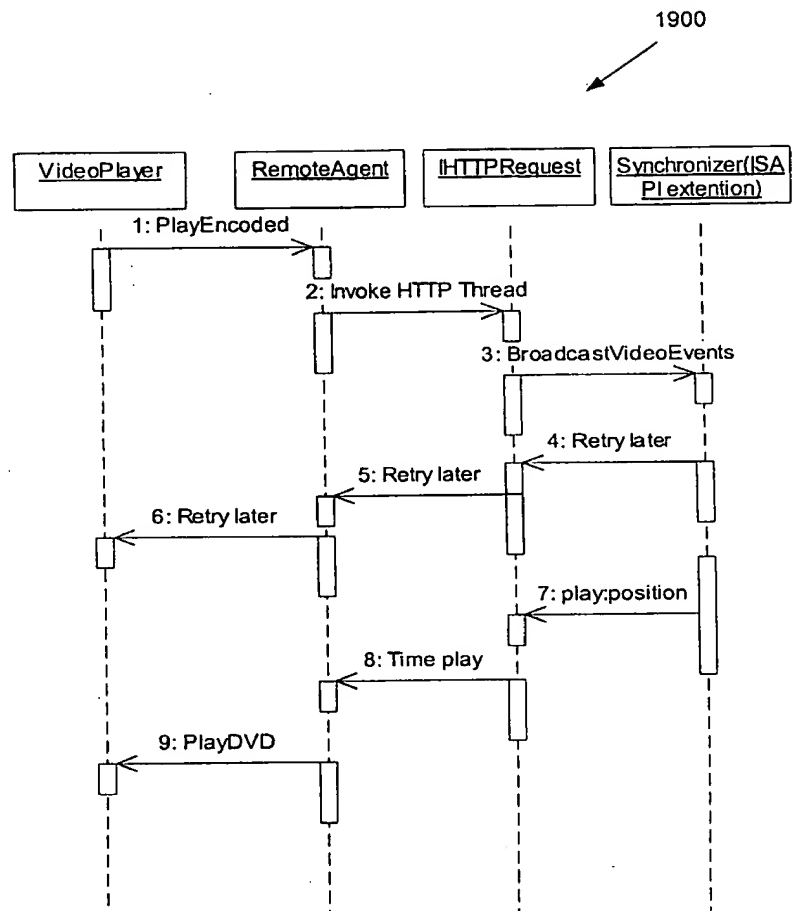 1900
VideoPlayer
RemoteAgent
IHTTPRequest
Synchronizer(ISA
PI extention)
1: PlayEncoded
2: Invoke HTTP Thread
3: BroadcastVideoEvents
4: Retry later
5: Retry later
6: Retry later
7: play:position
8: Time play
9: PlayDVD